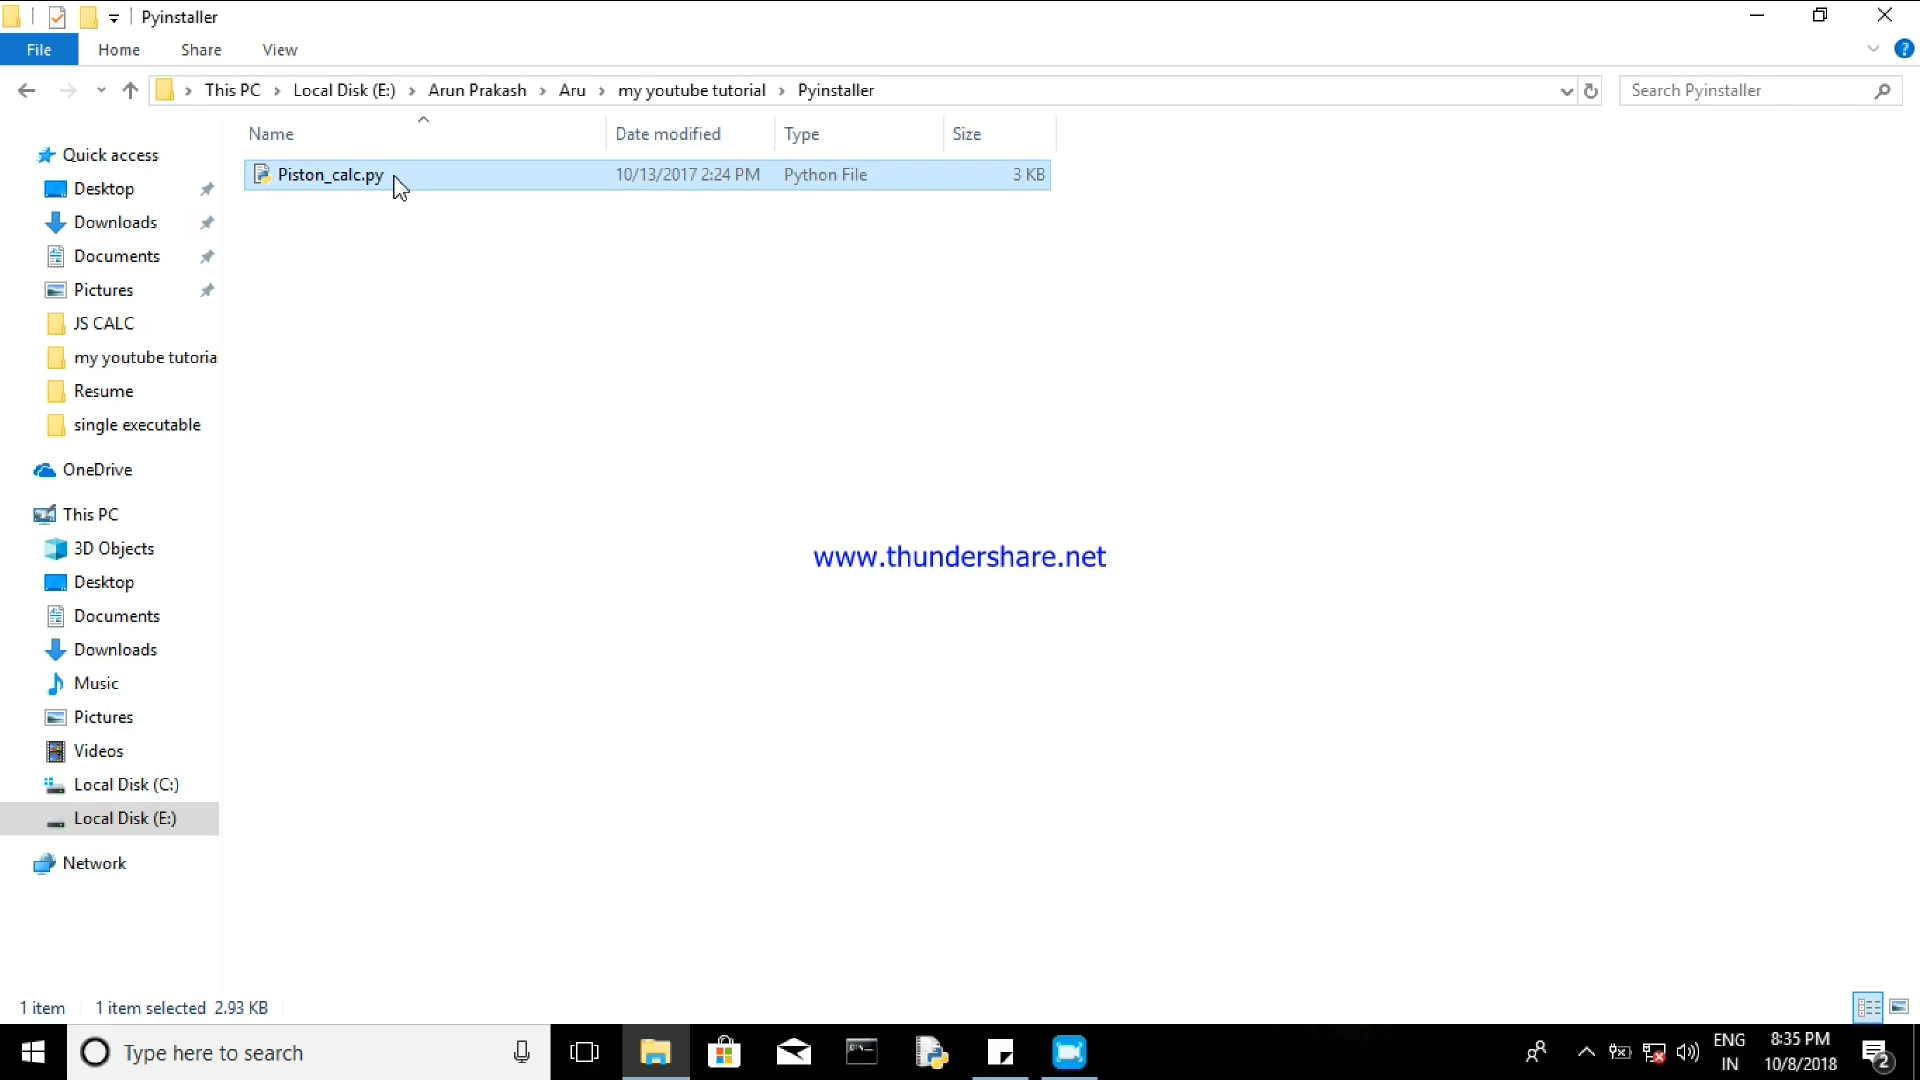 Pyinstaller
File Home Share View
This PC Local Disk (E:) Arun Prakash Aru my youtube tutorial Pyinstaller
Search Pyinstaller
Name Date modified Type Size
Piston_calc.py 10/13/2017 2:24 PM Python File 3 KB
Quick access
Desktop
Downloads
Documents
Pictures
JS CALC
my youtube tutoria
Resume
single executable
OneDrive
This PC
3D Objects
Desktop
Documents
Downloads
Music
Pictures
Videos
Local Disk (C:)
Local Disk (E:)
Network
www.thundershare.net
1 item 1 item selected 2.93 KB
Type here to search
ENG
IN
8:35 PM
10/8/2018
2